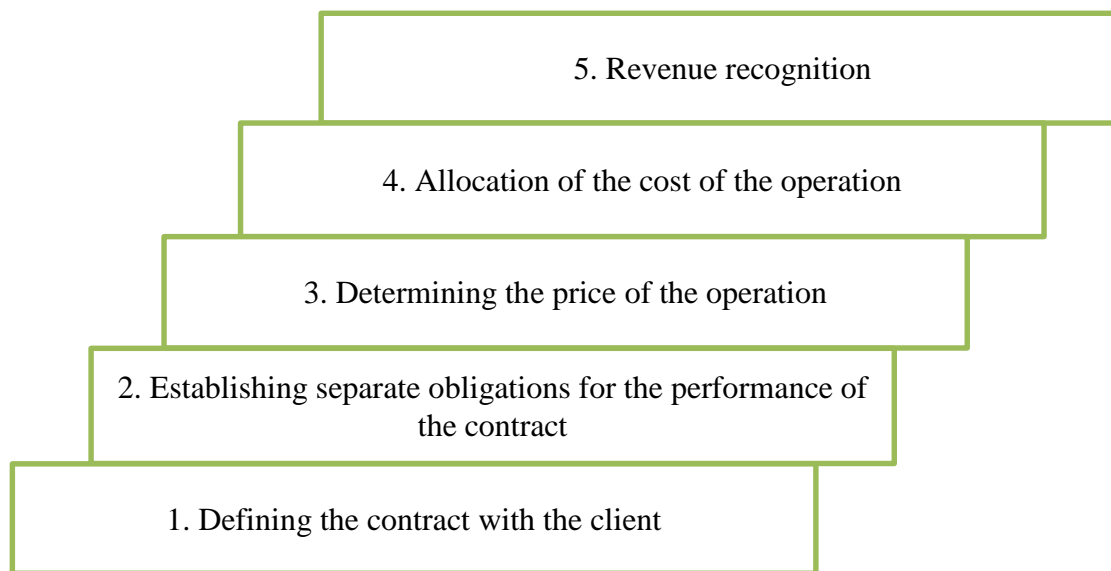 5. Revenue recognition
4. Allocation of the cost of the operation
3. Determining the price of the operation
2. Establishing separate obligations for the performance of
the contract
1. Defining the contract with the client